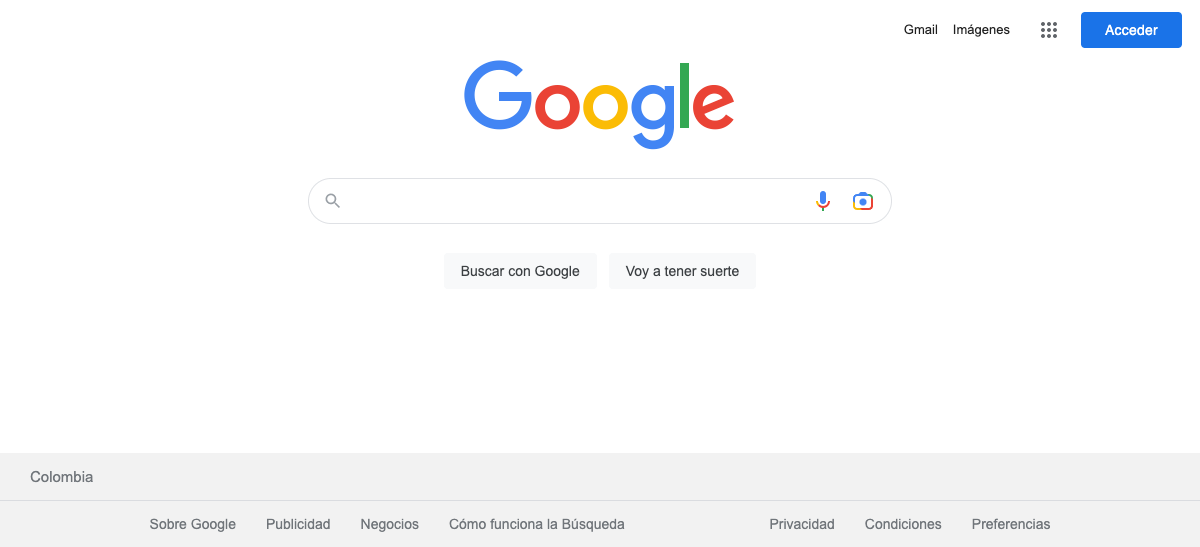 Gmail Imágenes Acceder
Google
Buscar con Google Voy a tener suerte
Colombia
Sobre Google Publicidad Negocios Cómo funciona la Búsqueda Privacidad Condiciones Preferencias